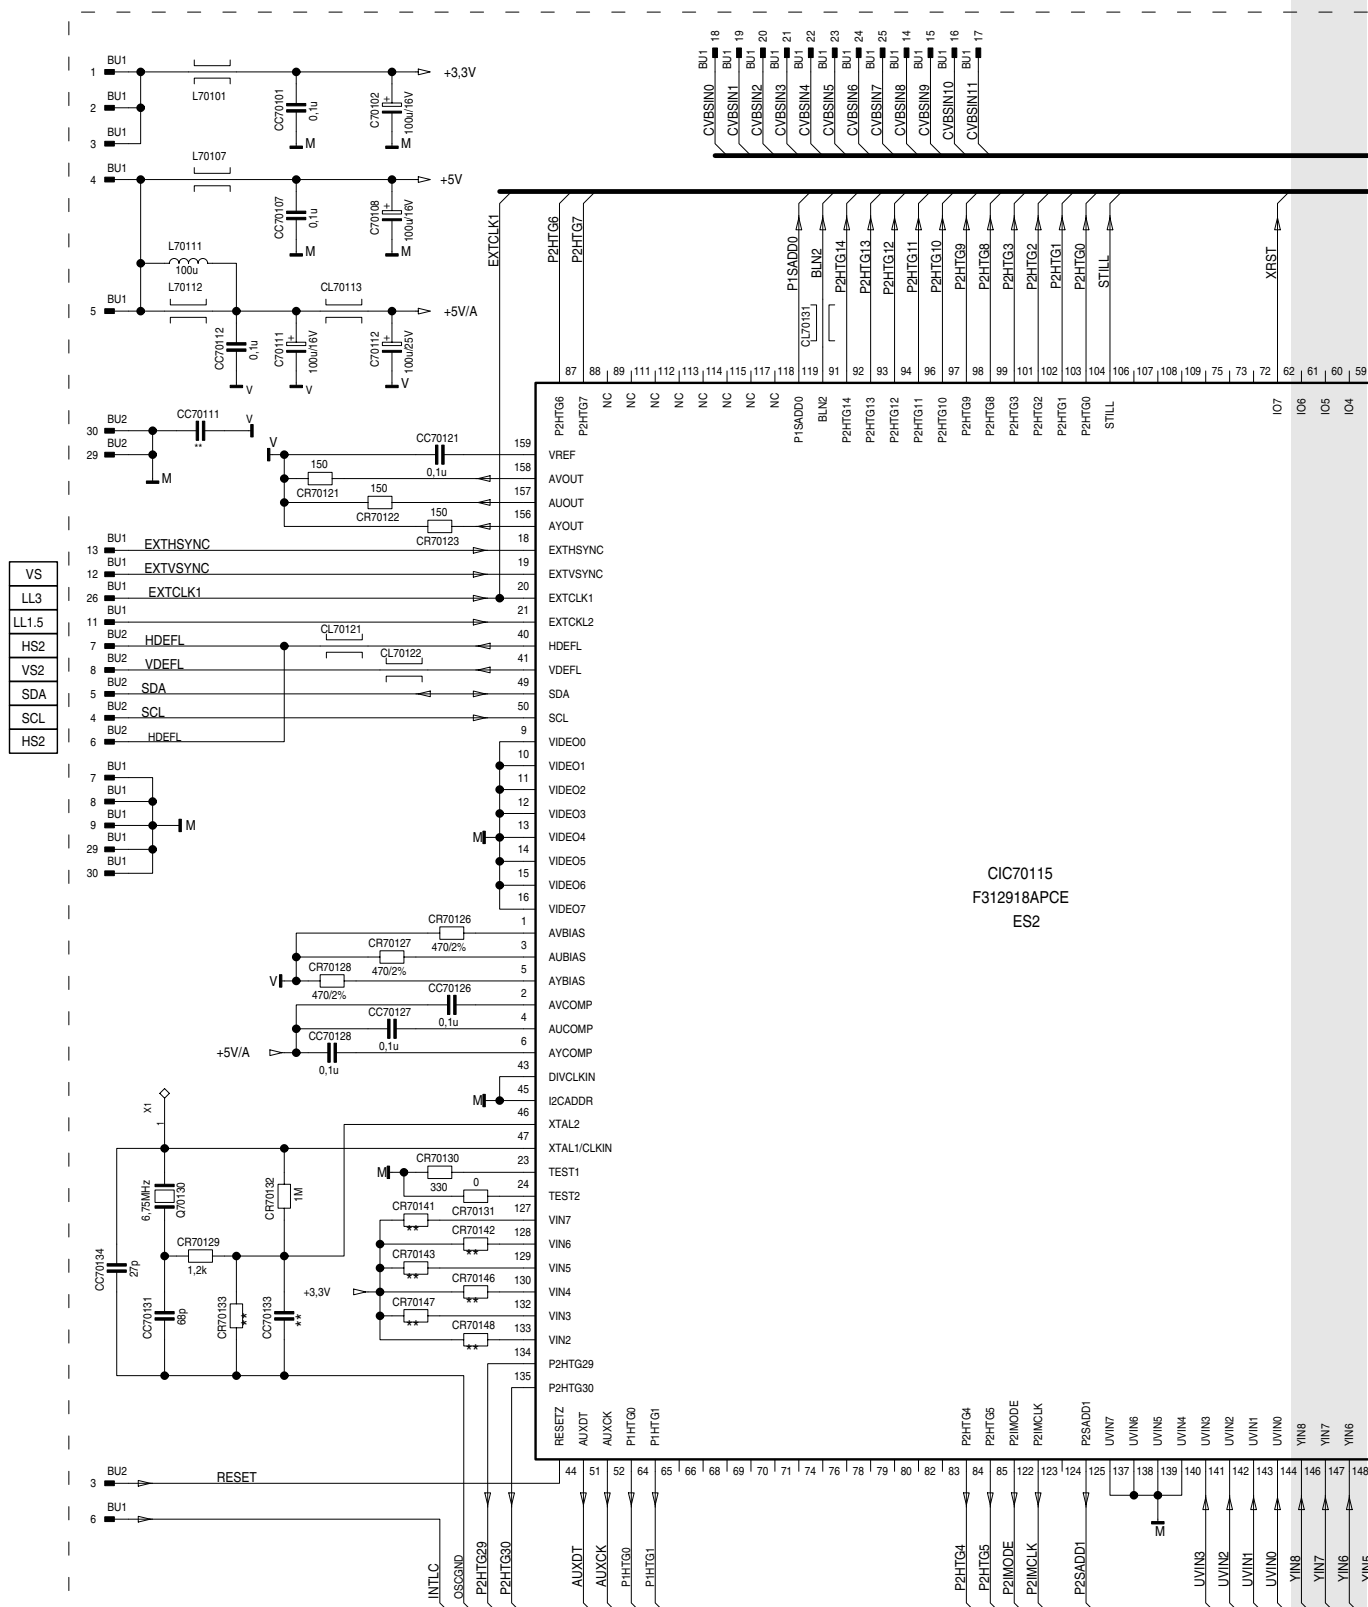 BU1 18 CVBSIN0
BU1 19 CVBSIN1
BU1 20 CVBSIN2
BU1 21 CVBSIN3
BU1 22 CVBSIN4
BU1 23 CVBSIN5
BU1 24 CVBSIN6
BU1 25 CVBSIN7
BU1 14 CVBSIN8
BU1 15 CVBSIN9
BU1 16 CVBSIN10
BU1 17 CVBSIN11
1 BU1 L70101 CC70101 0,1u M C70102 100u/16V M +3,3V
2 BU1
3 BU1
4 BU1 L70107 CC70107 0,1u M C70108 100u/16V M +5V
L70111
100u
L70112 CL70113
5 BU1 +5V/A
CC70112 0,1u V C70111 100u/16V V C70112 100u/25V V
EXTCLK1 P2HTG6 P2HTG7 P1SADD0 BLN2 P2HTG14 P2HTG13 P2HTG12 P2HTG11 P2HTG10 P2HTG9 P2HTG8 P2HTG3 P2HTG2 P2HTG1 P2HTG0 STILL XRST
CL70131
87 88 89 111 112 113 114 115 117 118 119 91 92 93 94 96 97 98 99 101 102 103 104 106 107 108 109 75 73 72 62 61 60 59
P2HTG6 P2HTG7 NC NC NC NC NC NC NC NC P1SADD0 BLN2 P2HTG14 P2HTG13 P2HTG12 P2HTG11 P2HTG10 P2HTG9 P2HTG8 P2HTG3 P2HTG2 P2HTG1 P2HTG0 STILL IO7 IO6 IO5 IO4
30 BU2 CC70111 ** V
29 BU2 M
V CC70121 0,1u 159 VREF
150 CR70121 158 AVOUT
150 CR70122 157 AUOUT
150 CR70123 156 AYOUT
13 BU1 EXTHSYNC 18 EXTHSYNC
VS 12 BU1 EXTVSYNC 19 EXTVSYNC
LL3 26 BU1 EXTCLK1 20 EXTCLK1
LL1.5 11 BU1 21 EXTCKL2
HS2 7 BU2 HDEFL CL70121 40 HDEFL
VS2 8 BU2 VDEFL CL70122 41 VDEFL
SDA 5 BU2 SDA 49 SDA
SCL 4 BU2 SCL 50 SCL
HS2 6 BU2 HDEFL
9 VIDEO0
10 VIDEO1
11 VIDEO2
12 VIDEO3
M 13 VIDEO4
14 VIDEO5
15 VIDEO6
16 VIDEO7
7 BU1
8 BU1
9 BU1 M
29 BU1
30 BU1
CIC70115
F312918APCE
ES2
CR70126 470/2% 1 AVBIAS
CR70127 470/2% 3 AUBIAS
V CR70128 470/2% 5 AYBIAS
CC70126 0,1u 2 AVCOMP
CC70127 0,1u 4 AUCOMP
+5V/A CC70128 0,1u 6 AYCOMP
43 DIVCLKIN
M 45 I2CADDR
46 XTAL2
47 XTAL1/CLKIN
X1 1
6,75MHz Q70130
CR70132 1M
CC70134 27p
CR70129 1,2k
CC70131 68p
CR70133 **
CC70133 **
M CR70130 330 23 TEST1
0 CR70131 24 TEST2
CR70141 ** 127 VIN7
CR70142 ** 128 VIN6
CR70143 ** 129 VIN5
+3,3V CR70146 ** 130 VIN4
CR70147 ** 132 VIN3
CR70148 ** 133 VIN2
134 P2HTG29
135 P2HTG30
RESETZ AUXDT AUXCK P1HTG0 P1HTG1 P2HTG4 P2HTG5 P2IMODE P2IMCLK P2SADD1 UVIN7 UVIN6 UVIN5 UVIN4 UVIN3 UVIN2 UVIN1 UVIN0 YIN8 YIN7 YIN6
44 51 52 64 65 66 68 69 70 71 74 76 78 79 80 82 83 84 85 122 123 124 125 137 138 139 140 141 142 143 144 146 147 148
3 BU2 RESET
6 BU1
M
INTLC OSCGND P2HTG29 P2HTG30 AUXDT AUXCK P1HTG0 P1HTG1 P2HTG4 P2HTG5 P2IMODE P2IMCLK P2SADD1 UVIN3 UVIN2 UVIN1 UVIN0 YIN8 YIN7 YIN6 YIN5